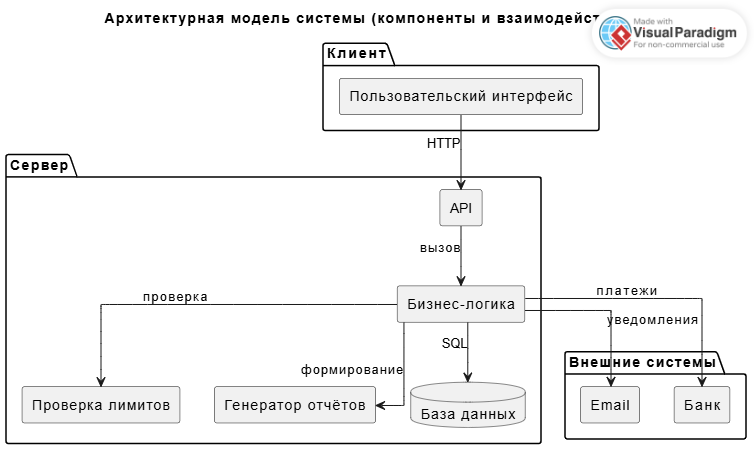 Архитектурная модель системы (компоненты и
Made with
Visual Paradigm
For non-commercial use
Клиент
Пользовательский интерфейс
HTTP
Сервер
API
вызов
Бизнес-логика
проверка
платежи
уведомления
SQL
формирование
Внешние системы
Проверка лимитов
Генератор отчётов
База данных
Email
Банк